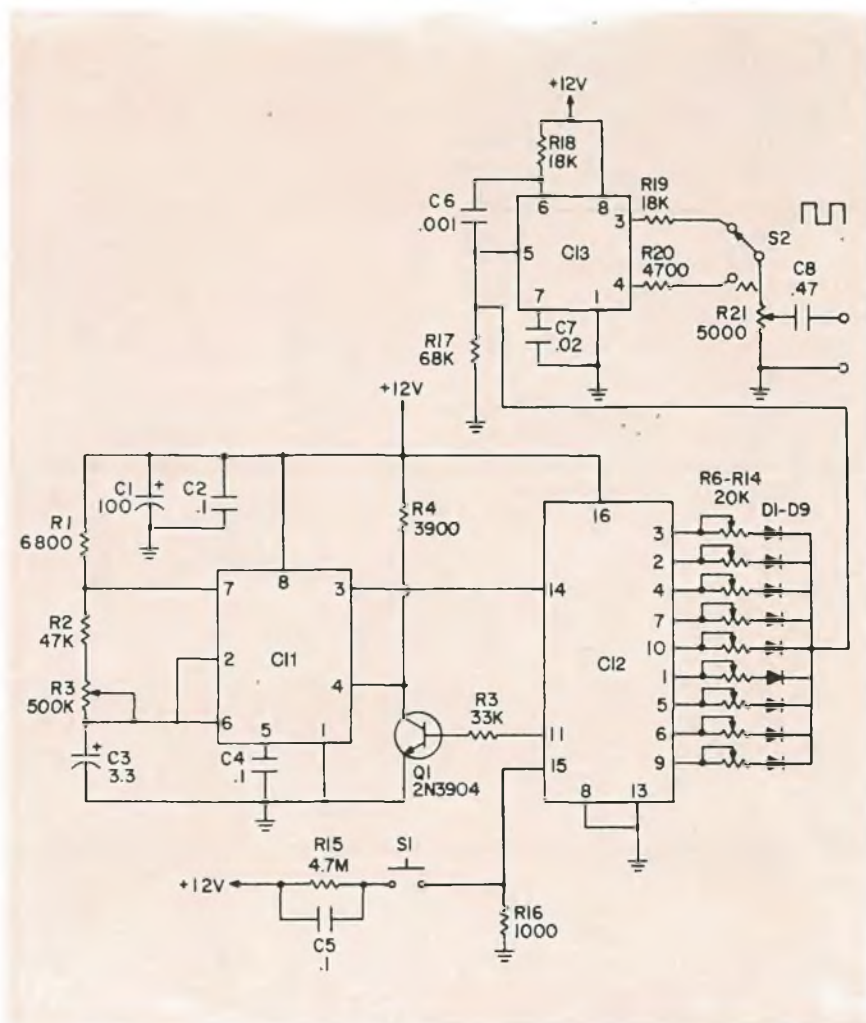 +12V
R18
18K
C6
.001
6
8
R19
18K
3
S2
5
CI3
R20
4700
4
C8
.47
7
1
R21
5000
R17
68K
C7
.02
+12V
C1
100
+
C2
.1
R4
3900
R6-R14
20K
D1-D9
R1
6800
16
8
3
7
3
14
2
4
R2
47K
7
2
CI1
CI2
10
R3
500K
4
1
6
R3
33K
11
5
5
1
6
+
C3
3.3
C4
.1
15
9
Q1
2N3904
8
13
R15
4.7M
S1
+12V
R16
1000
C5
.1